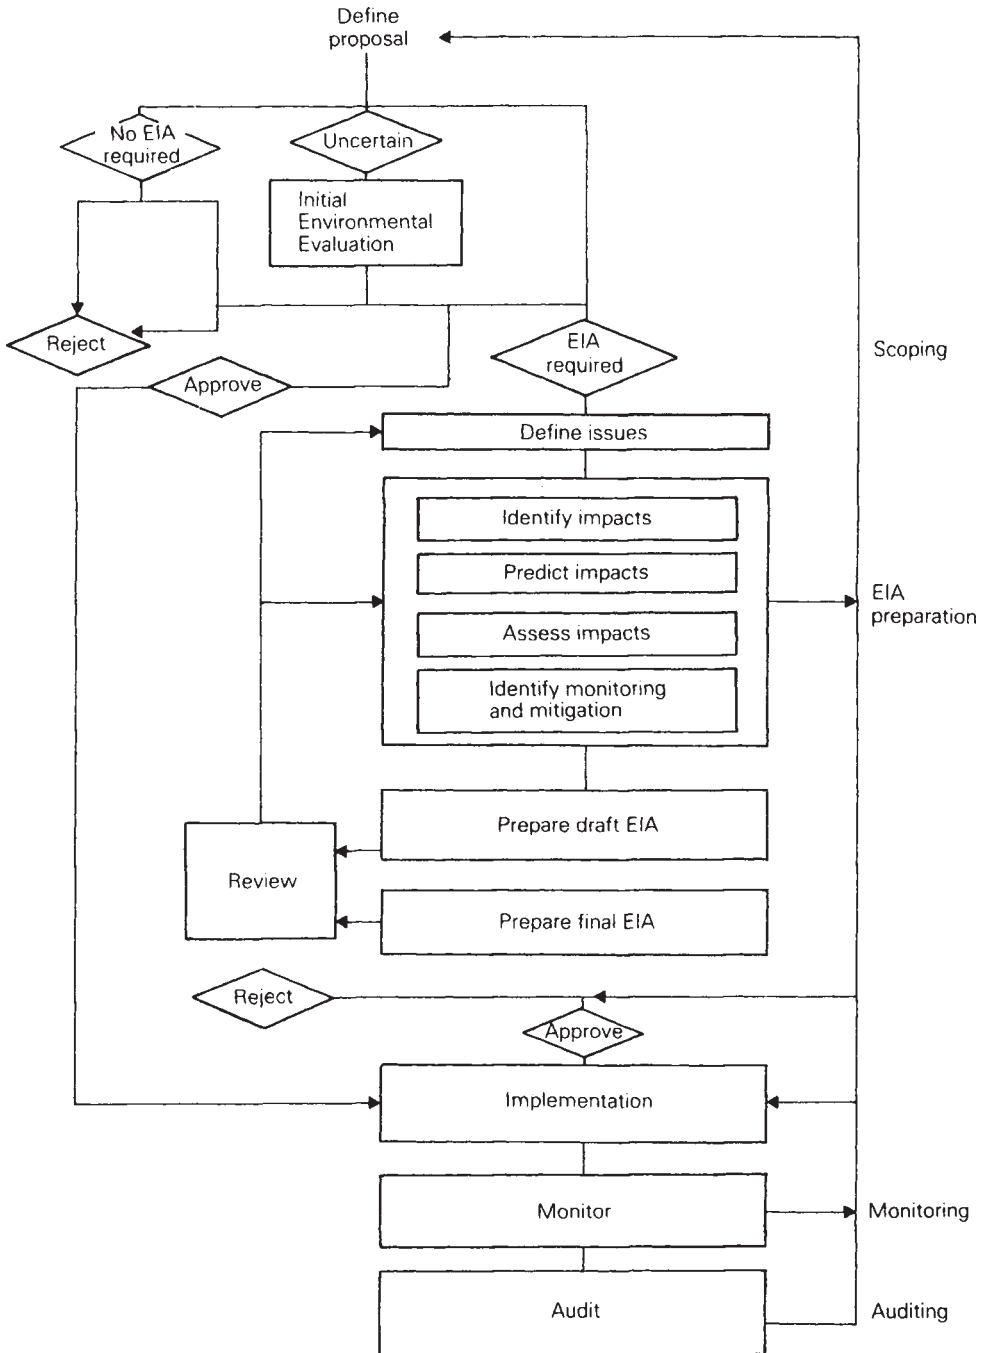 Define
proposal
No EIA
required
Uncertain
Initial
Environmental
Evaluation
Reject
Approve
EIA
required
Scoping
Define issues
Identify impacts
Predict impacts
Assess impacts
Identify monitoring
and mitigation
EIA
preparation
Prepare draft EIA
Review
Prepare final EIA
Reject
Approve
Implementation
Monitor
Monitoring
Audit
Auditing